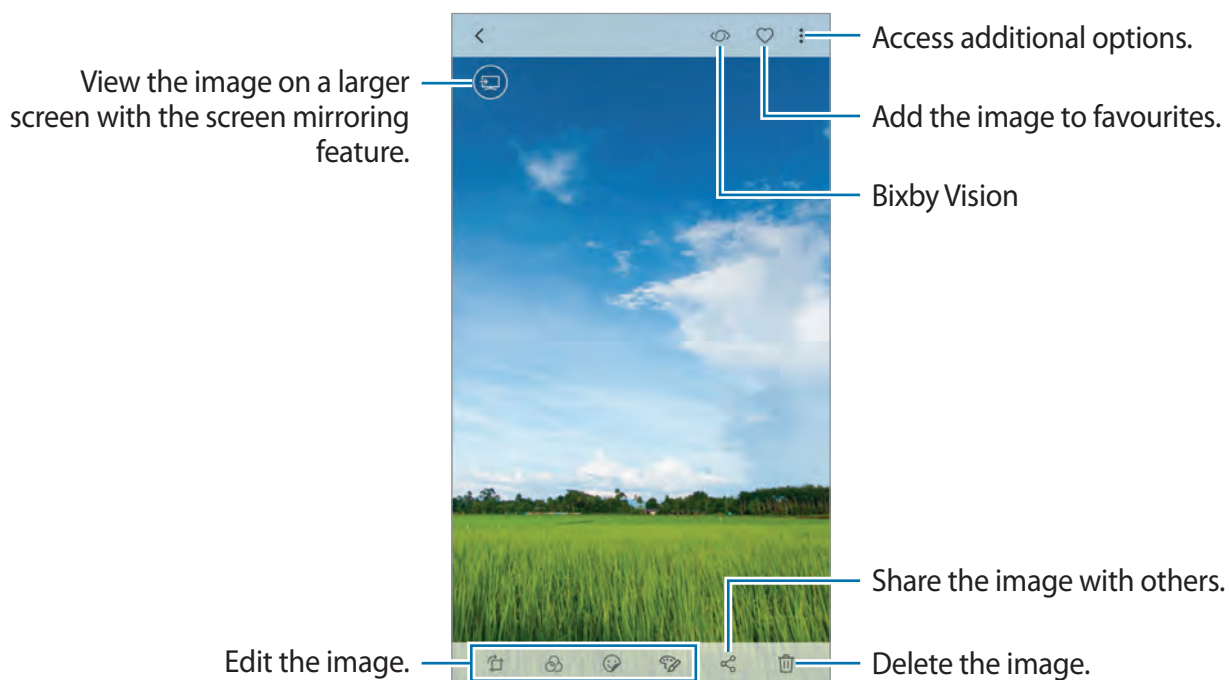 Access additional options.
View the image on a larger
screen with the screen mirroring
feature.
Add the image to favourites.
Bixby Vision
Share the image with others.
Edit the image.
Delete the image.